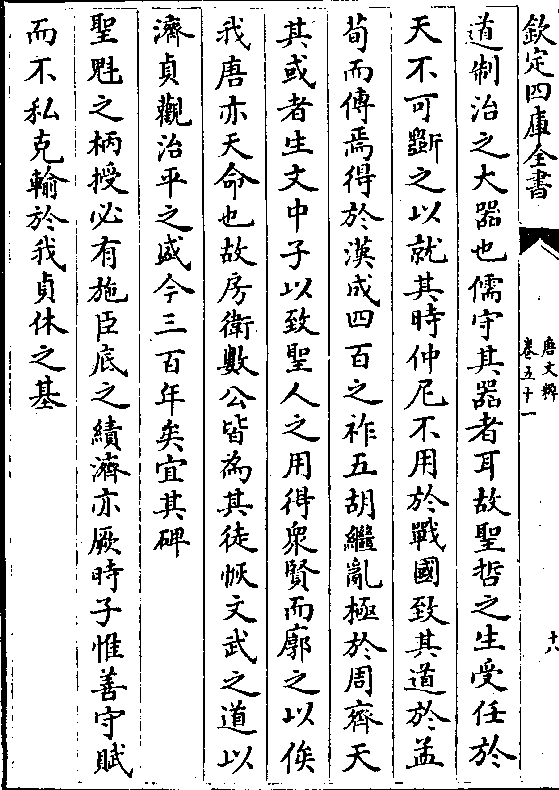 欽定四庫全書
唐文粹
卷五十一
十六
道制治之大器也儒守其器者耳故聖哲之生受任於
天不可斵之以就其時仲尼不用於戰國致其道於孟
荀而傳焉得於漢成四百之祚五胡繼亂極於周齊天
其或者生文中子以致聖人之用得衆賢而廓之以俟
我唐亦天命也故房衛數公皆為其徒恢文武之道以
濟貞觀治平之盛今三百年矣宜其碑
聖魁之柄授必有施臣底之績濟亦厥時子惟善守賦
而不私克輸於我貞休之基